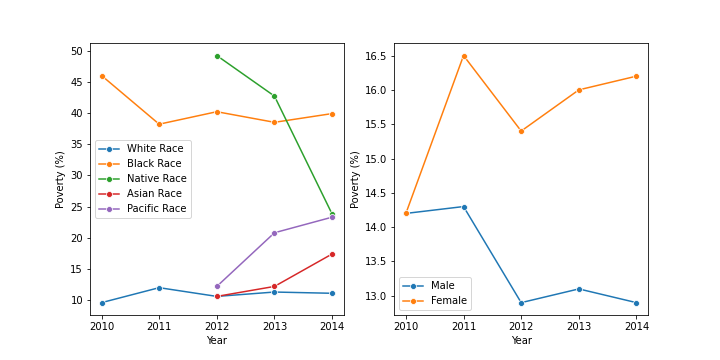 50
45
40
35
30
25
20
15
10
Poverty (%)
White Race
Black Race
Native Race
Asian Race
Pacific Race
2010 2011 2012 2013 2014
Year
16.5
16.0
15.5
15.0
14.5
14.0
13.5
13.0
Poverty (%)
Male
Female
2010 2011 2012 2013 2014
Year